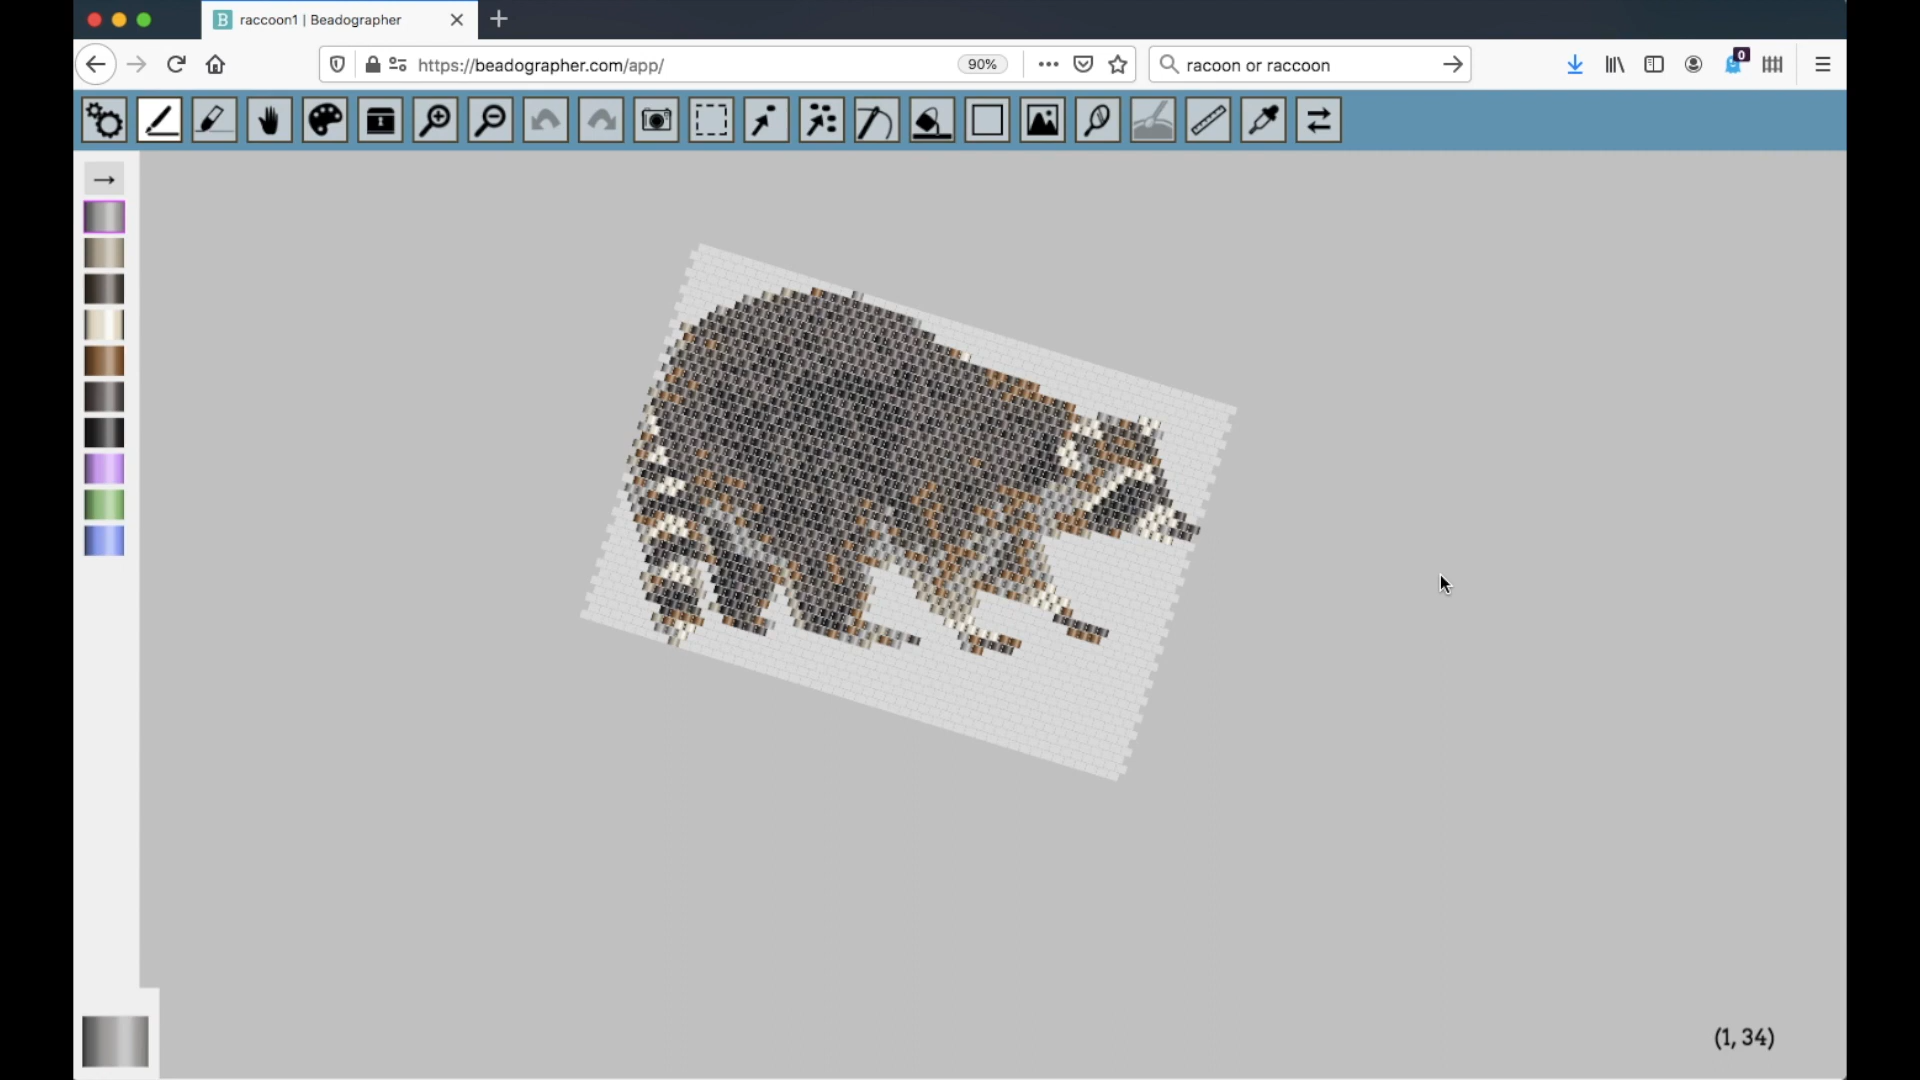 raccoon1 | Beadographer
https://beadographer.com/app/
90%
racoon or raccoon
0
(1, 34)